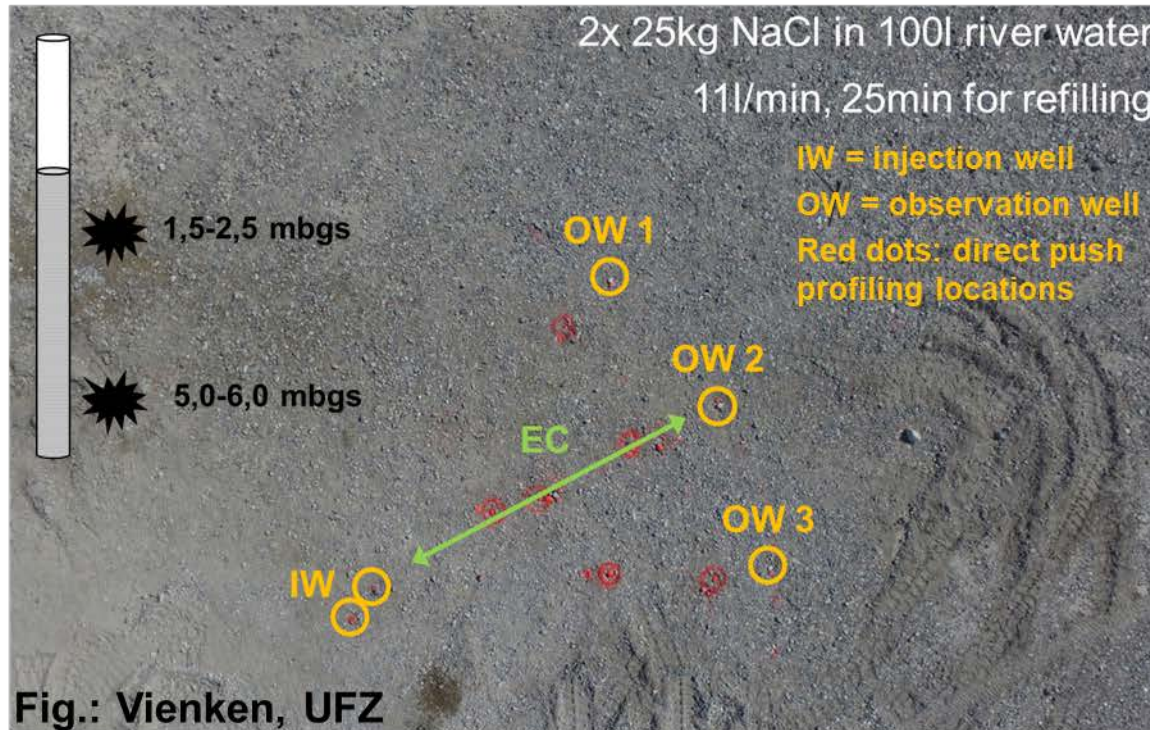 2x 25kg NaCl in 100l river water
11l/min, 25min for refilling
IW = injection well
OW = observation well
Red dots: direct push
profiling locations
1,5-2,5 mbgs
5,0-6,0 mbgs
OW 1
OW 2
EC
OW 3
IW
Fig.: Vienken, UFZ